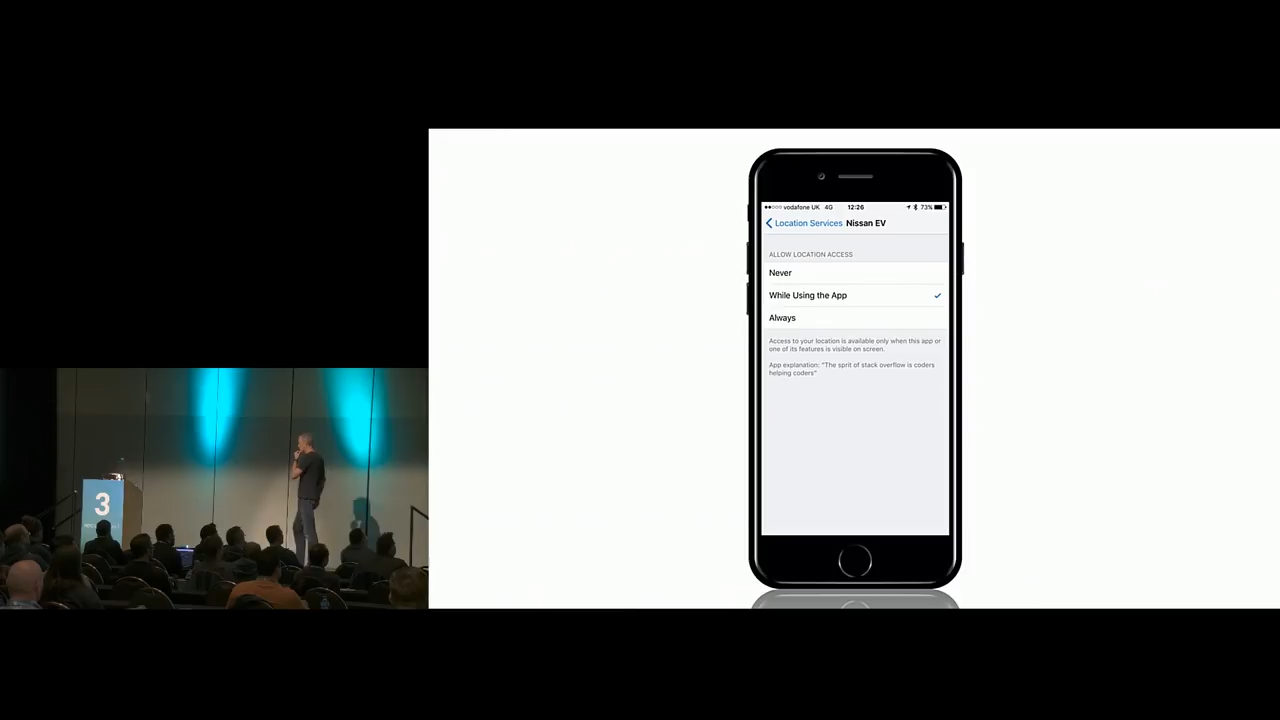 vodafone UK 4G 12:26 73%
Location Services Nissan EV
ALLOW LOCATION ACCESS
Never
While Using the App
Always
Access to your location is available only when this app or
one of its features is visible on screen.
App explanation: "The sprit of stack overflow is coders
helping coders"
3